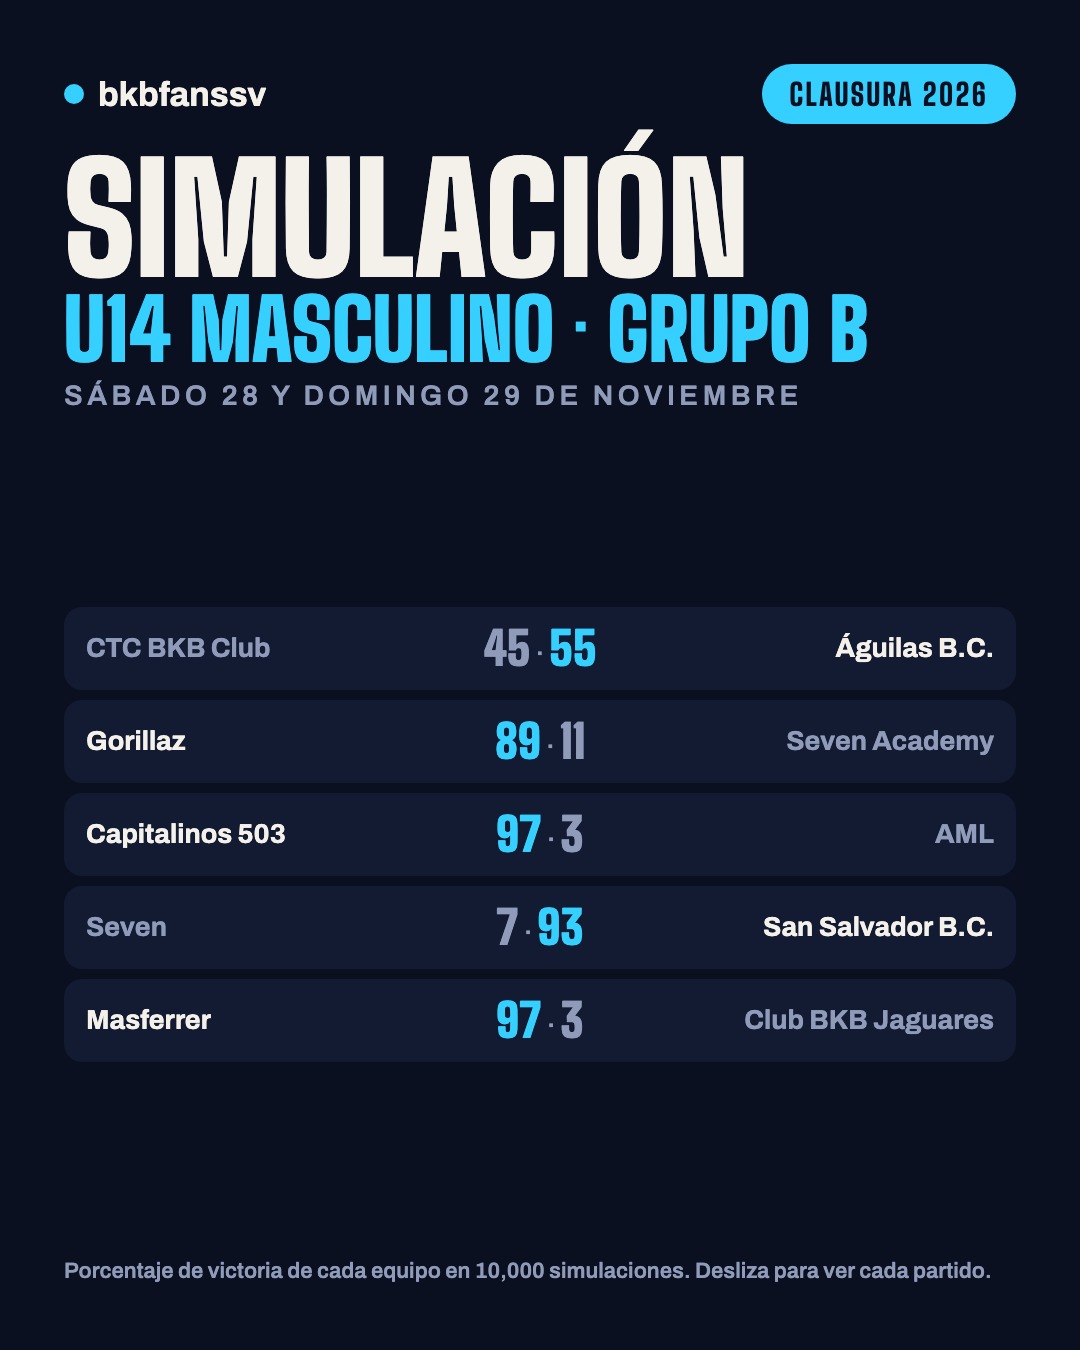 bkbfanssv
CLAUSURA 2026
SIMULACIÓN
U14 MASCULINO · GRUPO B
SÁBADO 28 Y DOMINGO 29 DE NOVIEMBRE
CTC BKB Club 45 · 55 Águilas B.C.
Gorillaz 89 · 11 Seven Academy
Capitalinos 503 97 · 3 AML
Seven 7 · 93 San Salvador B.C.
Masferrer 97 · 3 Club BKB Jaguares
Porcentaje de victoria de cada equipo en 10,000 simulaciones. Desliza para ver cada partido.